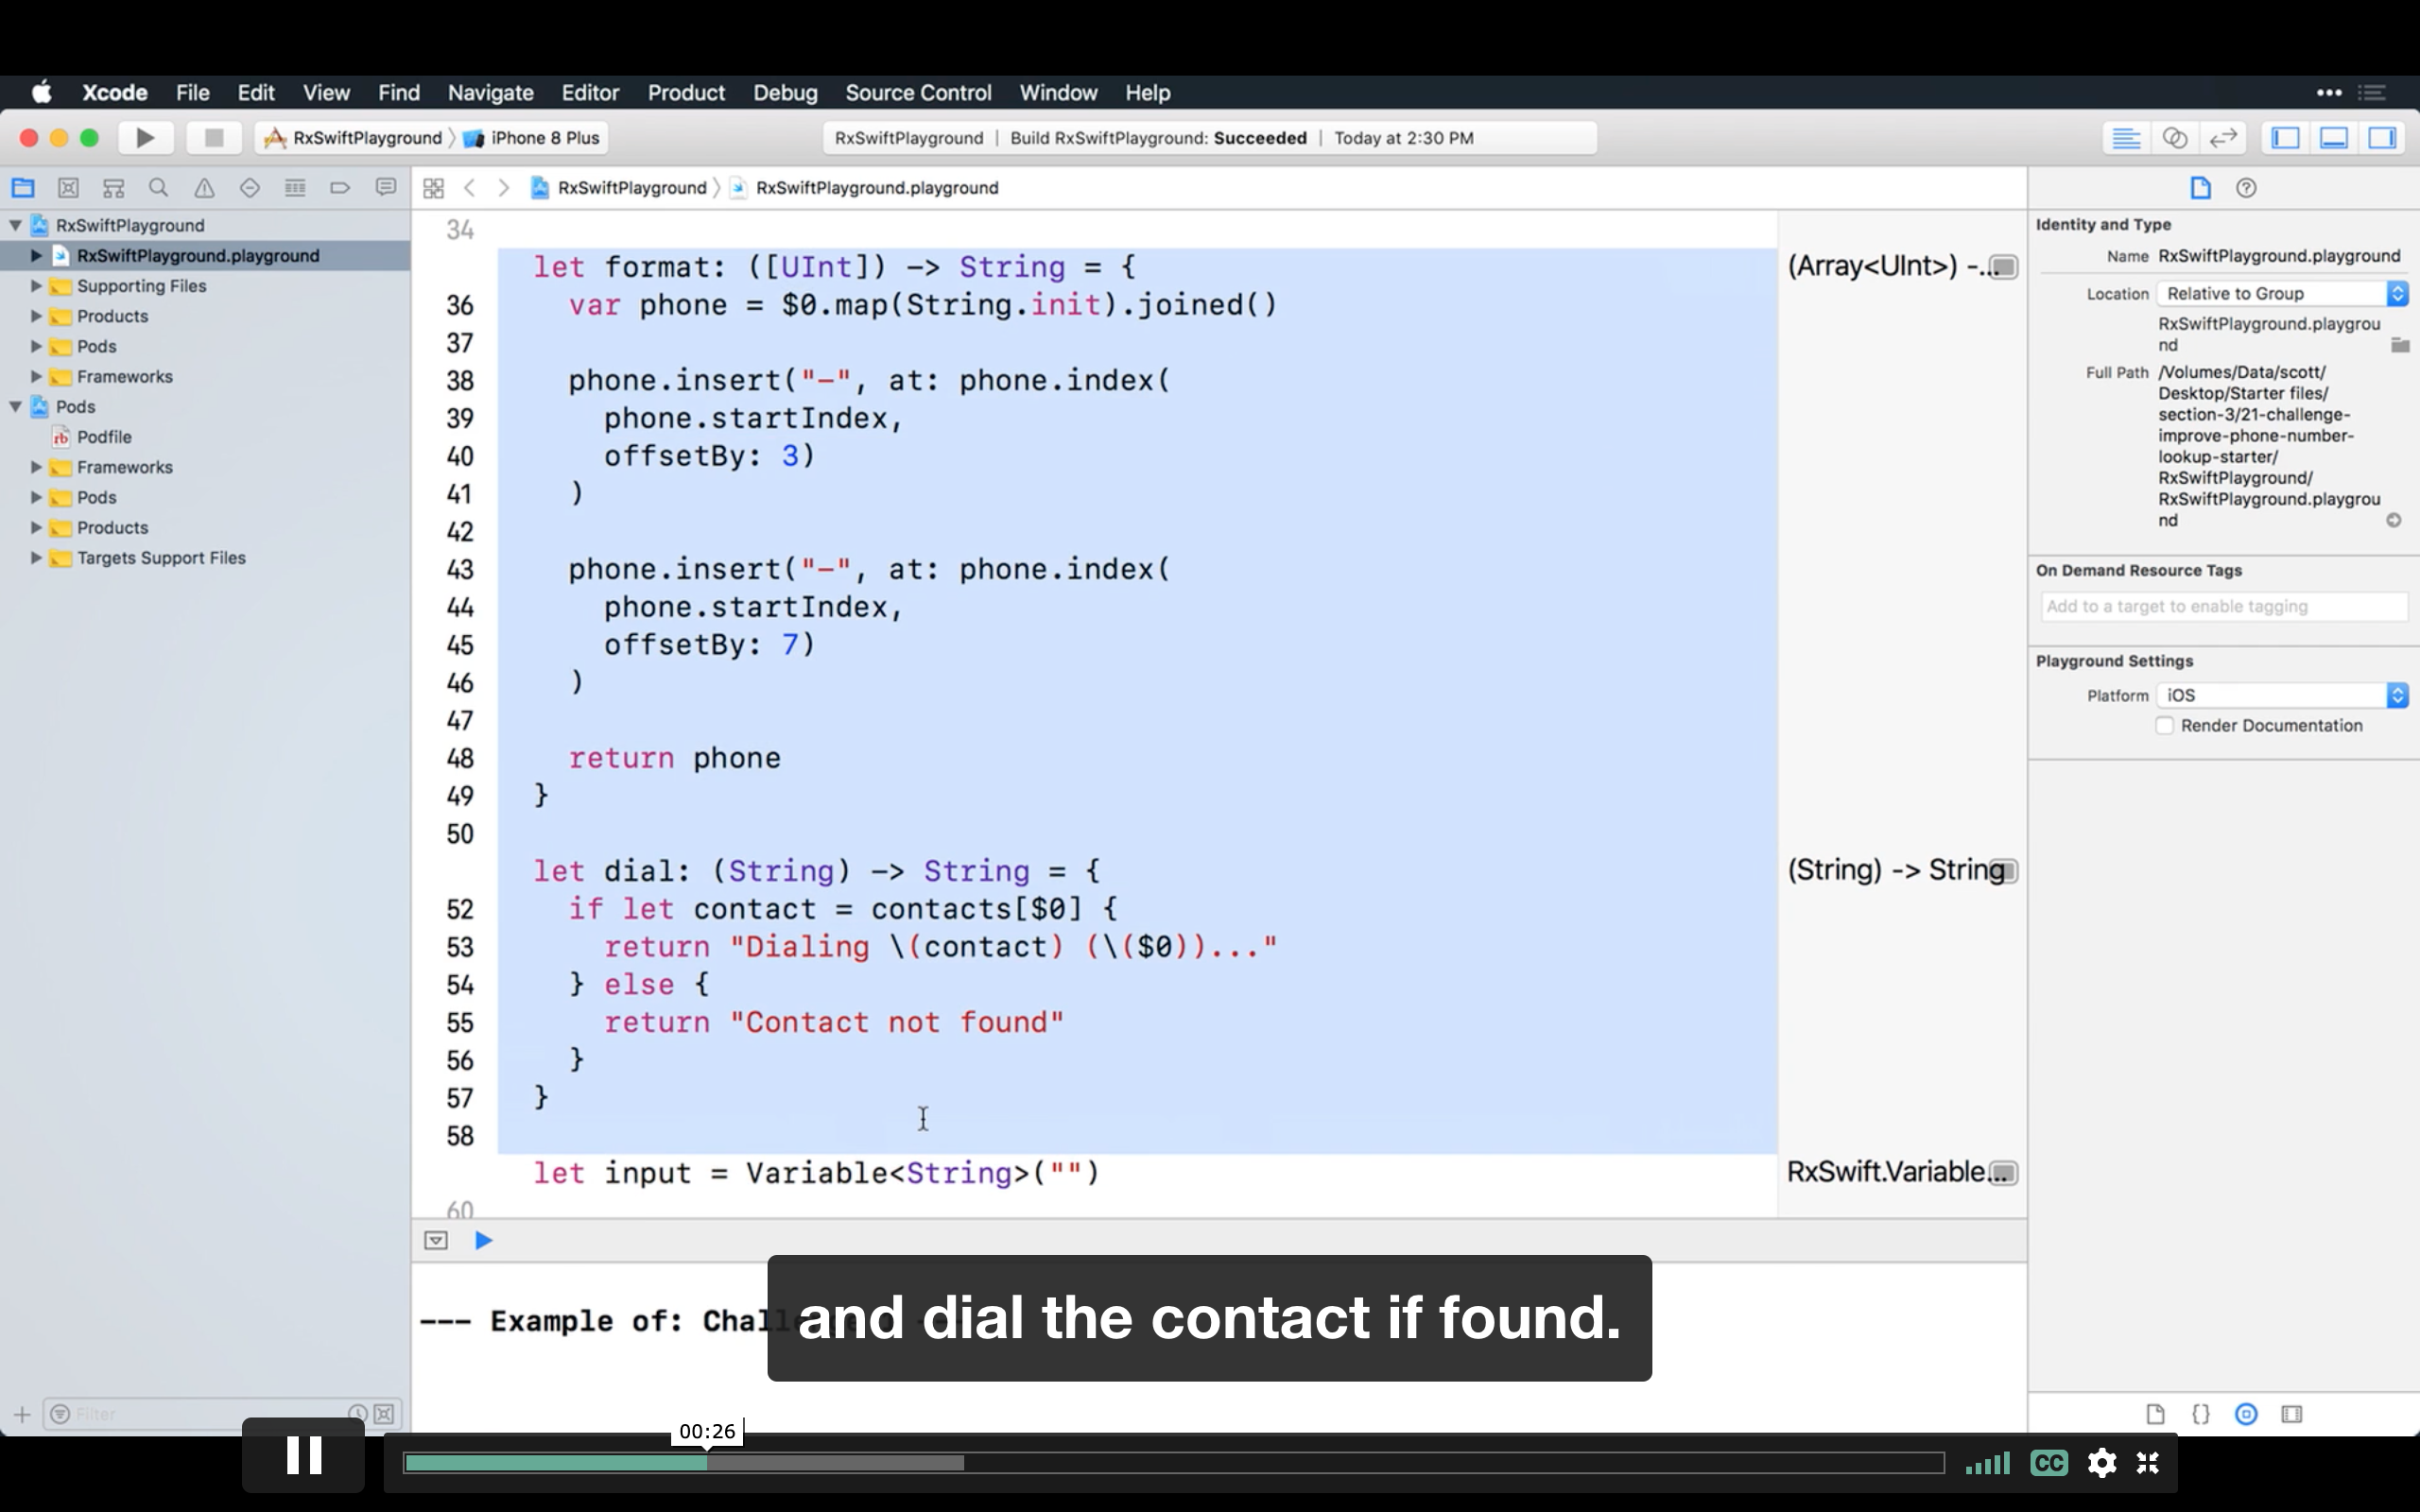 Xcode File Edit View Find Navigate Editor Product Debug Source Control Window Help
RxSwiftPlayground iPhone 8 Plus
RxSwiftPlayground | Build RxSwiftPlayground: Succeeded | Today at 2:30 PM
RxSwiftPlayground RxSwiftPlayground.playground
RxSwiftPlayground
RxSwiftPlayground.playground
Supporting Files
Products
Pods
Frameworks
Pods
Podfile
Frameworks
Pods
Products
Targets Support Files
Filter
34
let format: ([UInt]) -> String = {
36 var phone = $0.map(String.init).joined()
37
38 phone.insert("-", at: phone.index(
39 phone.startIndex,
40 offsetBy: 3)
41 )
42
43 phone.insert("-", at: phone.index(
44 phone.startIndex,
45 offsetBy: 7)
46 )
47
48 return phone
49 }
50
let dial: (String) -> String = {
52 if let contact = contacts[$0] {
53 return "Dialing \(contact) (\($0))..."
54 } else {
55 return "Contact not found"
56 }
57 }
58
let input = Variable<String>("")
60
(Array<UInt>) -...
(String) -> String
RxSwift.Variable...
--- Example of: Chal
and dial the contact if found.
Identity and Type
Name RxSwiftPlayground.playground
Location Relative to Group
RxSwiftPlayground.playgrou
nd
Full Path /Volumes/Data/scott/
Desktop/Starter files/
section-3/21-challenge-
improve-phone-number-
lookup-starter/
RxSwiftPlayground/
RxSwiftPlayground.playgrou
nd
On Demand Resource Tags
Add to a target to enable tagging
Playground Settings
Platform iOS
Render Documentation
00:26
CC